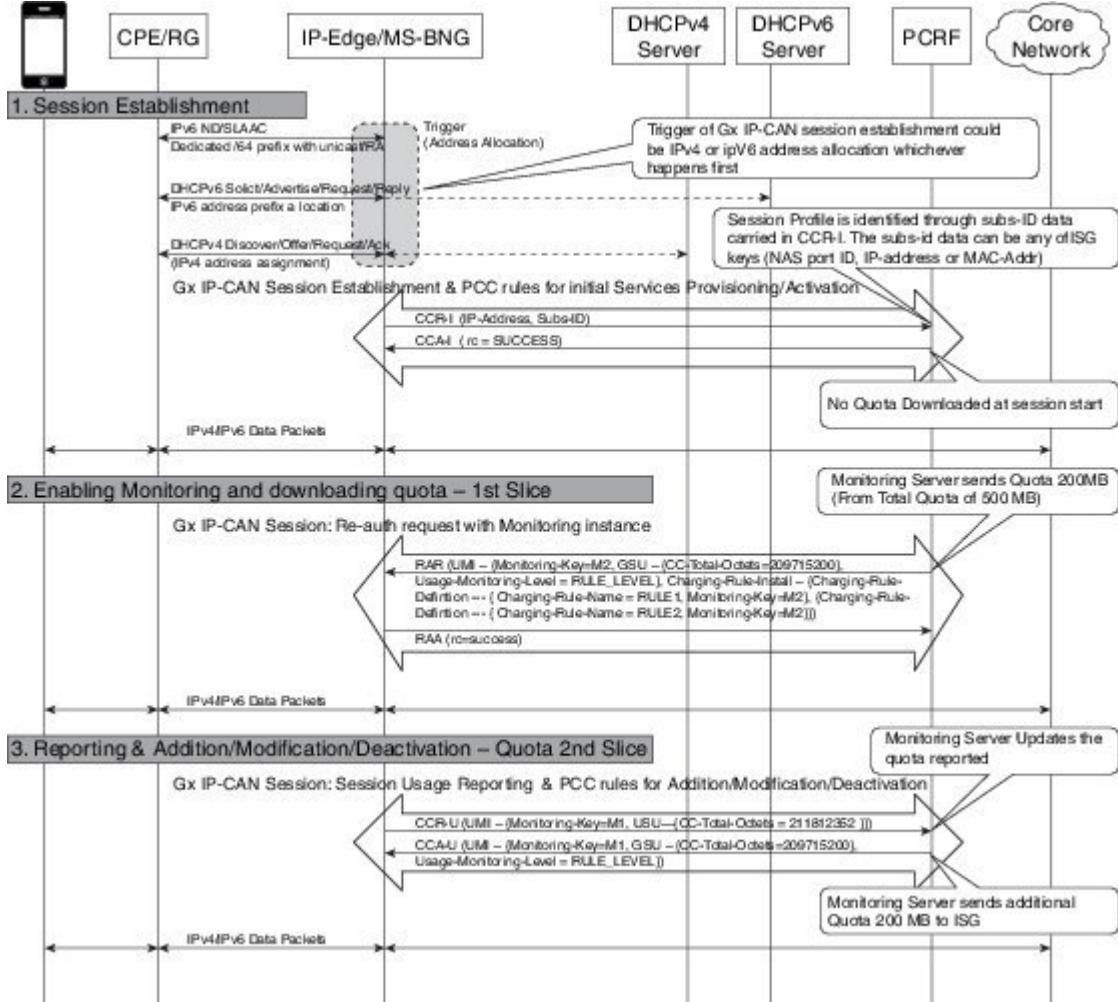 CPE/RG
IP-Edge/MS-BNG
DHCPv4
Server
DHCPv6
Server
PCRF
Core
Network
1. Session Establishment
IPv6 ND/SLAAC
Dedicated /64 prefix with unicast/RA
Trigger
(Address Allocation)
Trigger of Gx IP-CAN session establishment could
be IPv4 or ipV6 address allocation whichever
happens first
DHCPv6 Solict/Advertise/Request/Reply
IPv6 address prefix a location
Session Profile is identified through subs-ID data
carried in CCR-I. The subs-id data can be any of ISG
keys (NAS port ID, IP-address or MAC-Addr)
DHCPv4 Discover/Offer/Request/Ack
(IPv4 address assignment)
Gx IP-CAN Session Establishment & PCC rules for initial Services Provisioning/Activation
CCR-I (IP-Address, Subs-ID)
CCA-I ( rc = SUCCESS)
No Quota Downloaded at session start
IPv4/IPv6 Data Packets
2. Enabling Monitoring and downloading quota – 1st Slice
Monitoring Server sends Quota 200MB
(From Total Quota of 500 MB)
Gx IP-CAN Session: Re-auth request with Monitoring instance
RAR (UMI – {Monitoring-Key=M2, GSU – (CC-Total-Octets=209715200),
Usage-Monitoring-Level = RULE_LEVEL}, Charging-Rule-Install – (Charging-Rule-
Defintion --- ( Charging-Rule-Name = RULE1, Monitoring-Key=M2), (Charging-Rule-
Defintion --- ( Charging-Rule-Name = RULE2, Monitoring-Key=M2)))
RAA (rc=success)
IPv4/IPv6 Data Packets
3. Reporting & Addition/Modification/Deactivation – Quota 2nd Slice
Monitoring Server Updates the
quota reported
Gx IP-CAN Session: Session Usage Reporting & PCC rules for Addition/Modification/Deactivation
CCR-U (UMI – {Monitoring-Key=M1, USU—{CC-Total-Octets = 211812352 }))
CCA-U (UMI – {Monitoring-Key=M1, GSU – (CC-Total-Octets=209715200),
Usage-Monitoring-Level = RULE_LEVEL})
Monitoring Server sends additional
Quota 200 MB to ISG
IPv4/IPv6 Data Packets